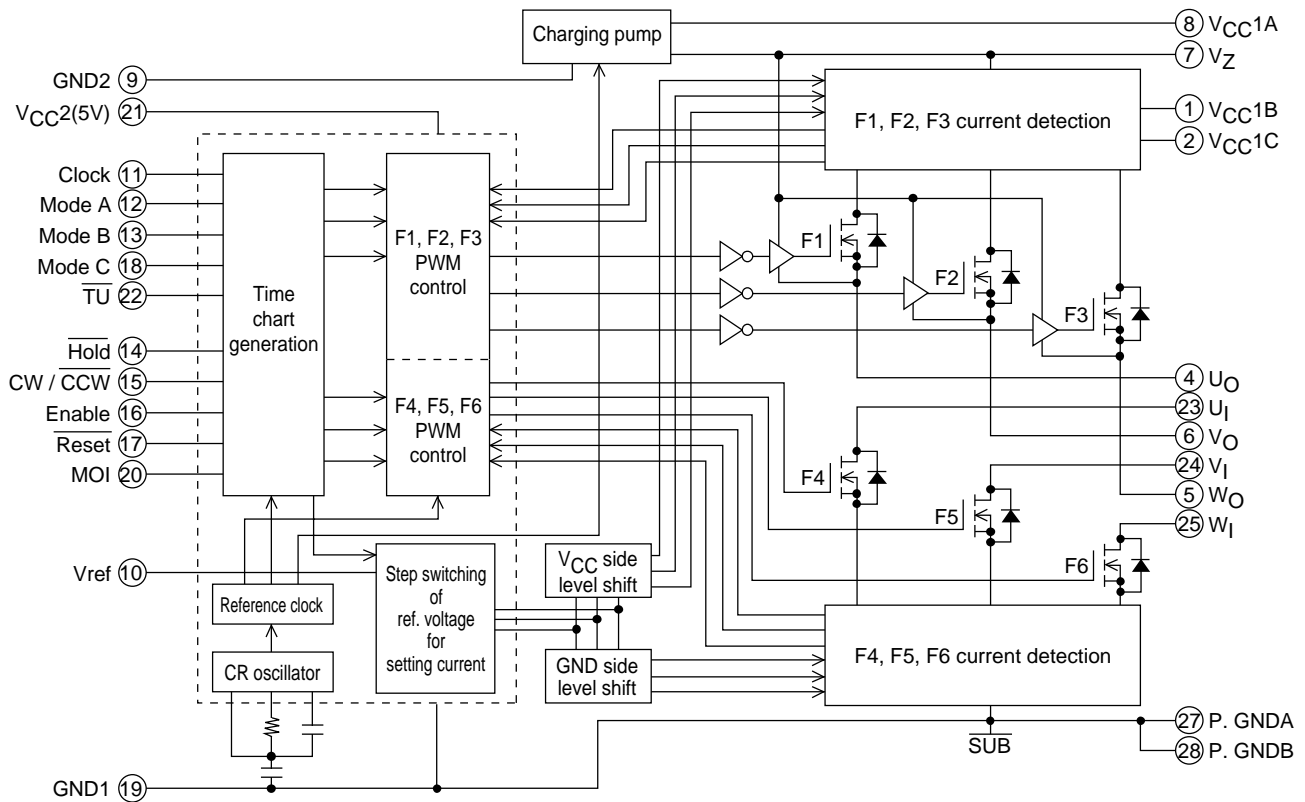 Charging pump
8 VCC1A
7 VZ
GND2 9
VCC2(5V) 21
F1, F2, F3 current detection
1 VCC1B
2 VCC1C
Clock 11
Mode A 12
Mode B 13
Mode C 18
TU 22
Hold 14
CW / CCW 15
Enable 16
Reset 17
MOI 20
Time
chart
generation
F1, F2, F3
PWM
control
F4, F5, F6
PWM
control
F1
F2
F3
4 UO
23 UI
6 VO
24 VI
5 WO
25 WI
F4
F5
F6
Vref 10
Reference clock
CR oscillator
Step switching
of
ref. voltage
for
setting current
VCC side
level shift
GND side
level shift
F4, F5, F6 current detection
SUB
27 P. GNDA
28 P. GNDB
GND1 19